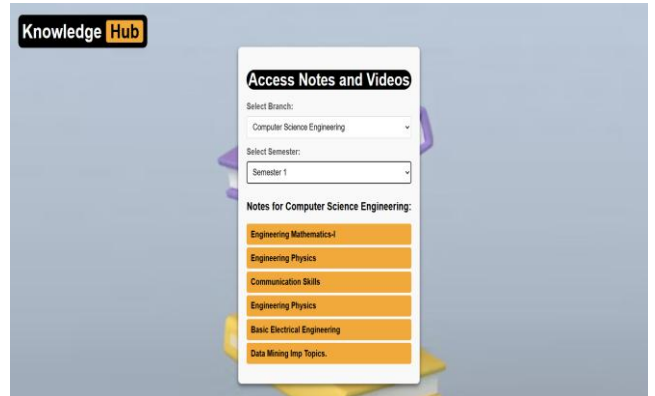 Knowledge Hub
Access Notes and Videos
Select Branch:
Computer Science Engineering
Select Semester:
Semester 1
Notes for Computer Science Engineering:
Engineering Mathematics-I
Engineering Physics
Communication Skills
Engineering Physics
Basic Electrical Engineering
Data Mining Imp Topics.